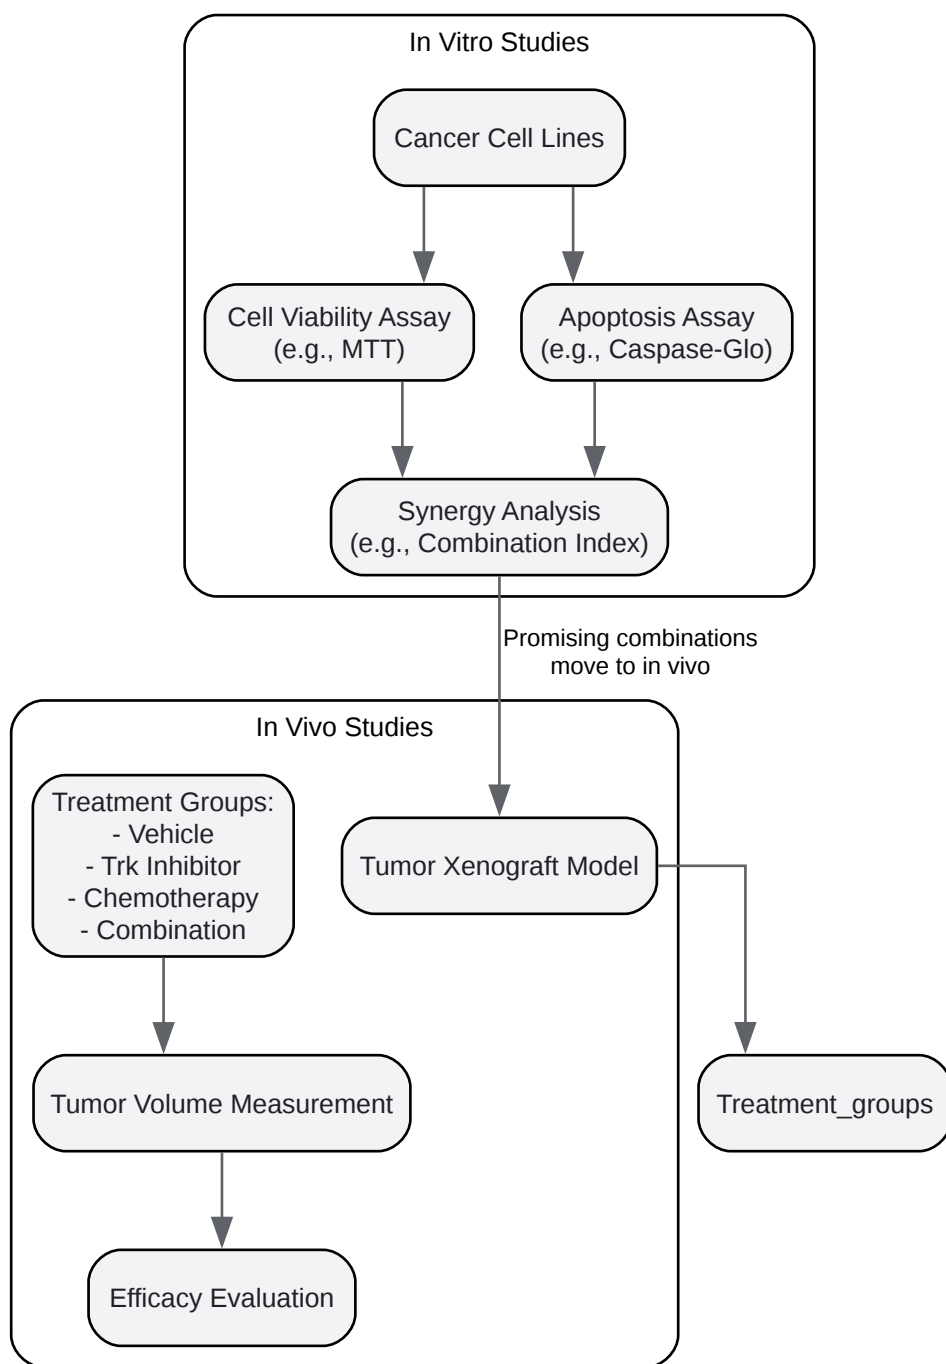 In Vitro Studies
Cancer Cell Lines
Cell Viability Assay
(e.g., MTT)
Apoptosis Assay
(e.g., Caspase-Glo)
Synergy Analysis
(e.g., Combination Index)
Promising combinations
move to in vivo
In Vivo Studies
Treatment Groups:
- Vehicle
- Trk Inhibitor
- Chemotherapy
- Combination
Tumor Xenograft Model
Tumor Volume Measurement
Treatment_groups
Efficacy Evaluation